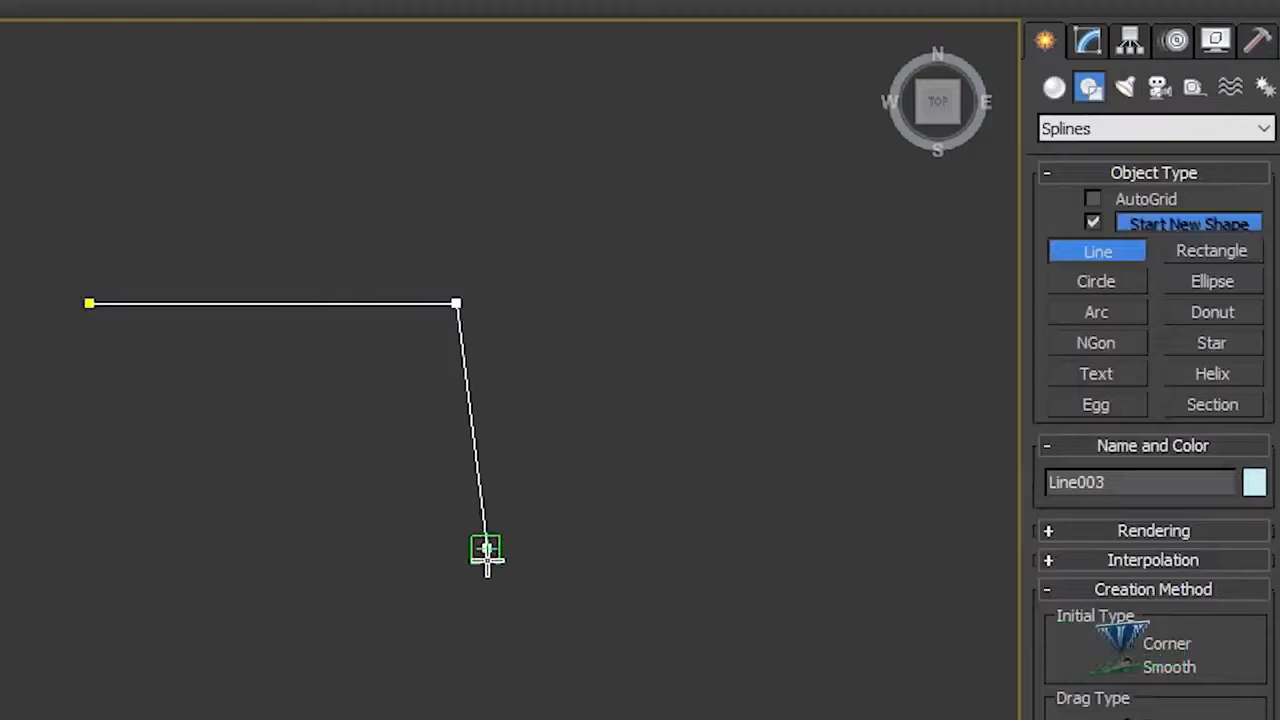 N
W TOP E
S
Splines
- Object Type
AutoGrid
Start New Shape
Line Rectangle
Circle Ellipse
Arc Donut
NGon Star
Text Helix
Egg Section
- Name and Color
Line003
+ Rendering
+ Interpolation
- Creation Method
Initial Type
Corner
Smooth
Drag Type